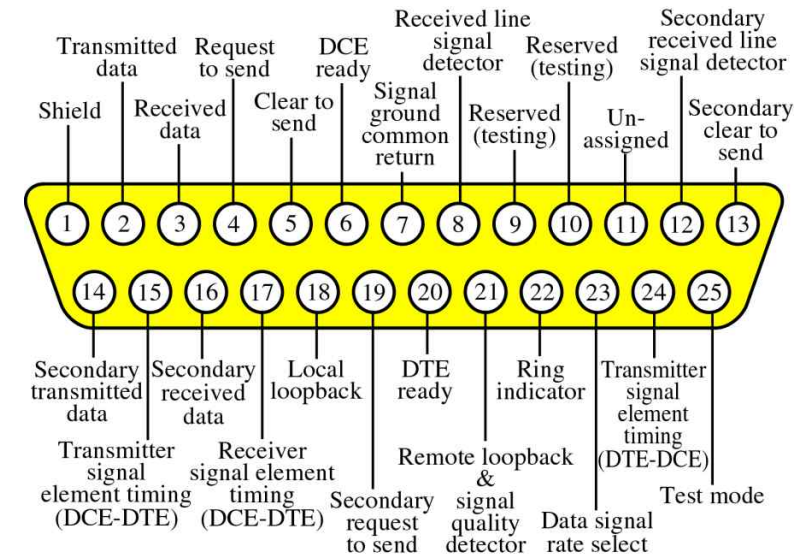 Shield
Transmitted
data
Received
data
Request
to send
Clear to
send
DCE
ready
Signal
ground
common
return
Received line
signal
detector
Reserved
(testing)
Reserved
(testing)
Un-
assigned
Secondary
received line
signal detector
Secondary
clear to
send
1 2 3 4 5 6 7 8 9 10 11 12 13
14 15 16 17 18 19 20 21 22 23 24 25
Secondary
transmitted
data
Transmitter
signal
element timing
(DCE-DTE)
Secondary
received
data
Receiver
signal element
timing
(DCE-DTE)
Local
loopback
Secondary
request
to send
DTE
ready
Remote loopback
&
signal
quality
detector
Ring
indicator
Data signal
rate select
Transmitter
signal
element
timing
(DTE-DCE)
Test mode